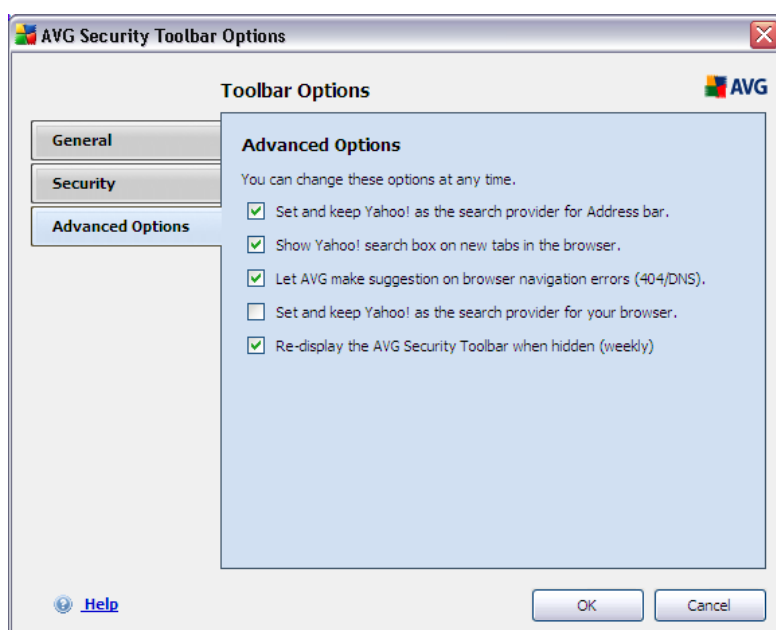 AVG Security Toolbar Options
Toolbar Options
AVG
General
Security
Advanced Options
Advanced Options
You can change these options at any time.
Set and keep Yahoo! as the search provider for Address bar.
Show Yahoo! search box on new tabs in the browser.
Let AVG make suggestion on browser navigation errors (404/DNS).
Set and keep Yahoo! as the search provider for your browser.
Re-display the AVG Security Toolbar when hidden (weekly)
Help
OK
Cancel